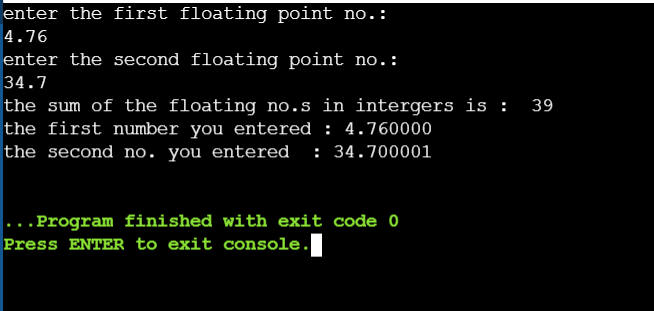 enter the first floating point no.:
4.76
enter the second floating point no.:
34.7
the sum of the floating no.s in intergers is :  39
the first number you entered : 4.760000
the second no. you entered  : 34.700001
...Program finished with exit code 0
Press ENTER to exit console.